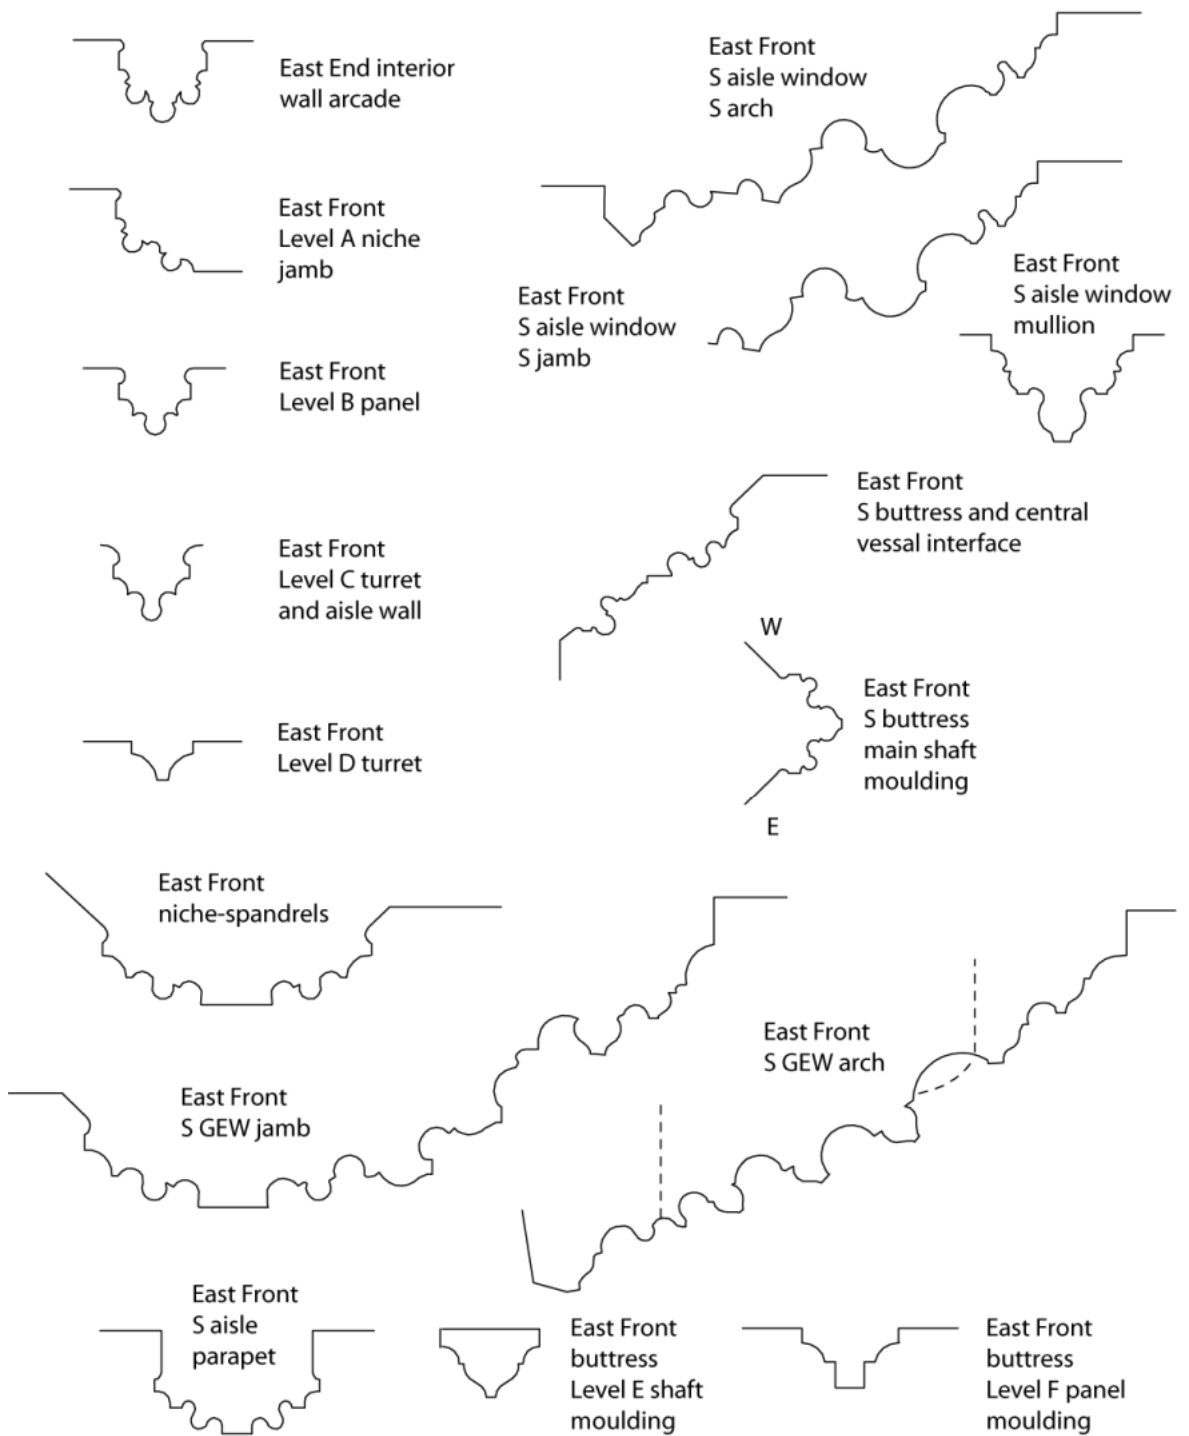 East End interior
wall arcade
East Front
S aisle window
S arch
East Front
Level A niche
jamb
East Front
S aisle window
S jamb
East Front
S aisle window
mullion
East Front
Level B panel
East Front
S buttress and central
vessal interface
East Front
Level C turret
and aisle wall
W
East Front
S buttress
main shaft
moulding
E
East Front
Level D turret
East Front
niche-spandrels
East Front
S GEW arch
East Front
S GEW jamb
East Front
S aisle
parapet
East Front
buttress
Level E shaft
moulding
East Front
buttress
Level F panel
moulding